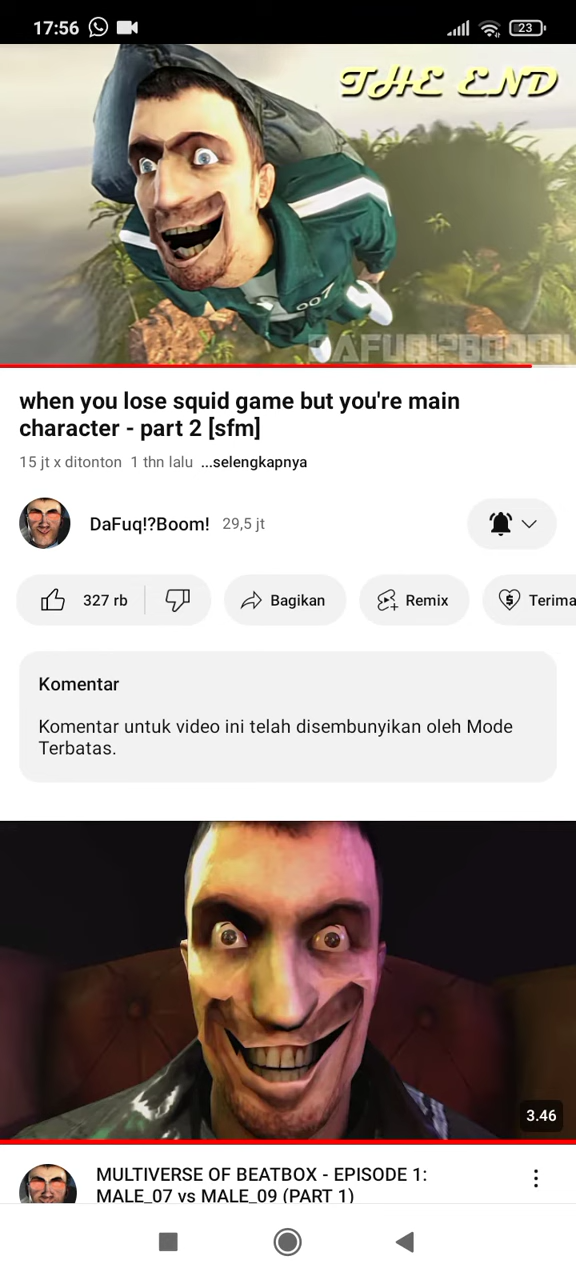 17:56
23
THE END
007
DAFUQ!?BOOM!
when you lose squid game but you're main
character - part 2 [sfm]
15 jt x ditonton 1 thn lalu ...selengkapnya
DaFuq!?Boom! 29,5 jt
327 rb Bagikan Remix Terima
Komentar
Komentar untuk video ini telah disembunyikan oleh Mode
Terbatas.
3.46
MULTIVERSE OF BEATBOX - EPISODE 1:
MALE_07 vs MALE_09 (PART 1)